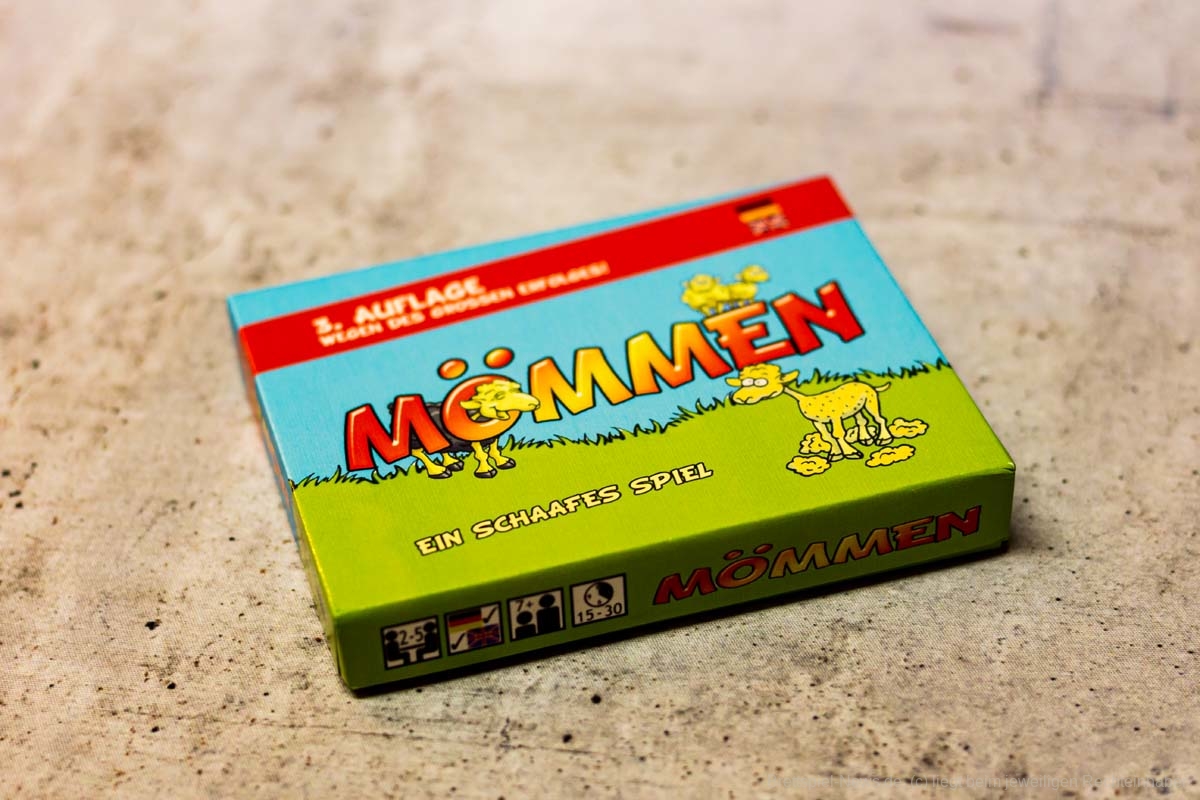 3. AUFLAGE
WEGEN DES GROSSEN ERFOLGES!
MÖMMEN
EIN SCHAAFES SPIEL
2-5
7+
15-30
MÖMMEN